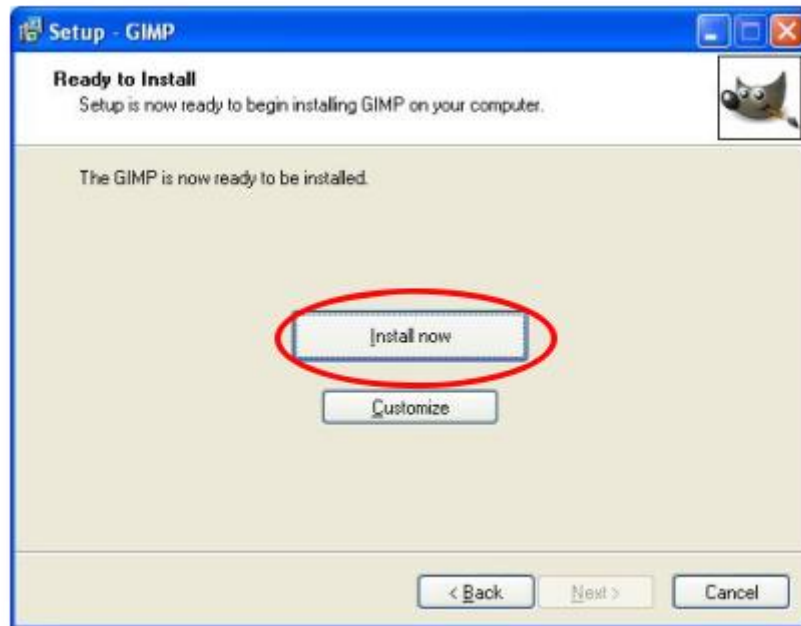 Setup - GIMP
Ready to Install
Setup is now ready to begin installing GIMP on your computer.
The GIMP is now ready to be installed.
Install now
Customize
< Back
Next >
Cancel